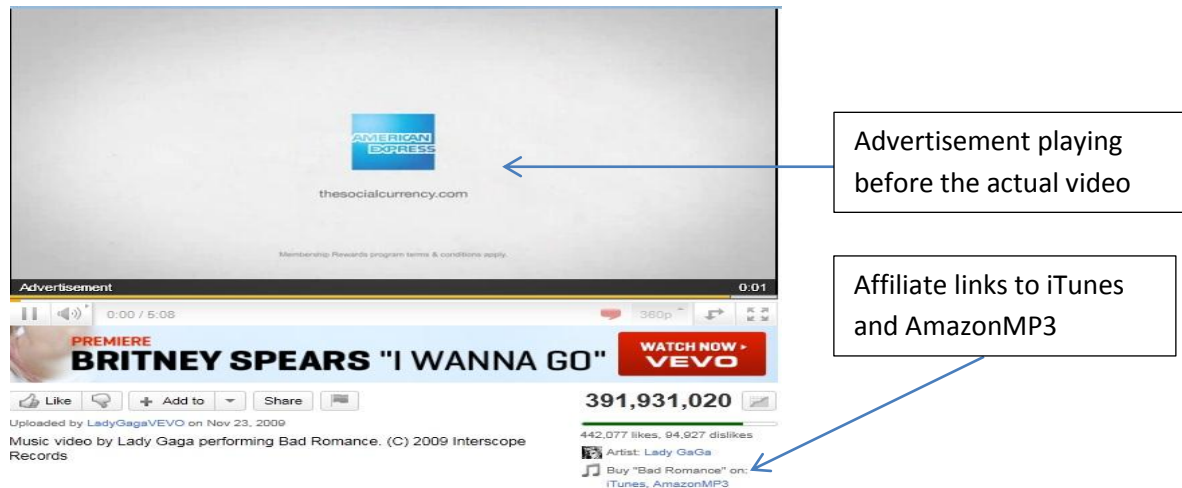 AMERICAN
EXPRESS
thesocialcurrency.com
Membership Rewards program terms & conditions apply.
Advertisement 0:01
0:00 / 5:08 360p
PREMIERE
BRITNEY SPEARS "I WANNA GO"
WATCH NOW
VEVO
Like Add to Share 391,931,020
Uploaded by LadyGagaVEVO on Nov 23, 2009
Music video by Lady Gaga performing Bad Romance. (C) 2009 Interscope
Records
442,077 likes, 94,927 dislikes
Artist: Lady GaGa
Buy "Bad Romance" on:
iTunes, AmazonMP3
Advertisement playing
before the actual video
Affiliate links to iTunes
and AmazonMP3